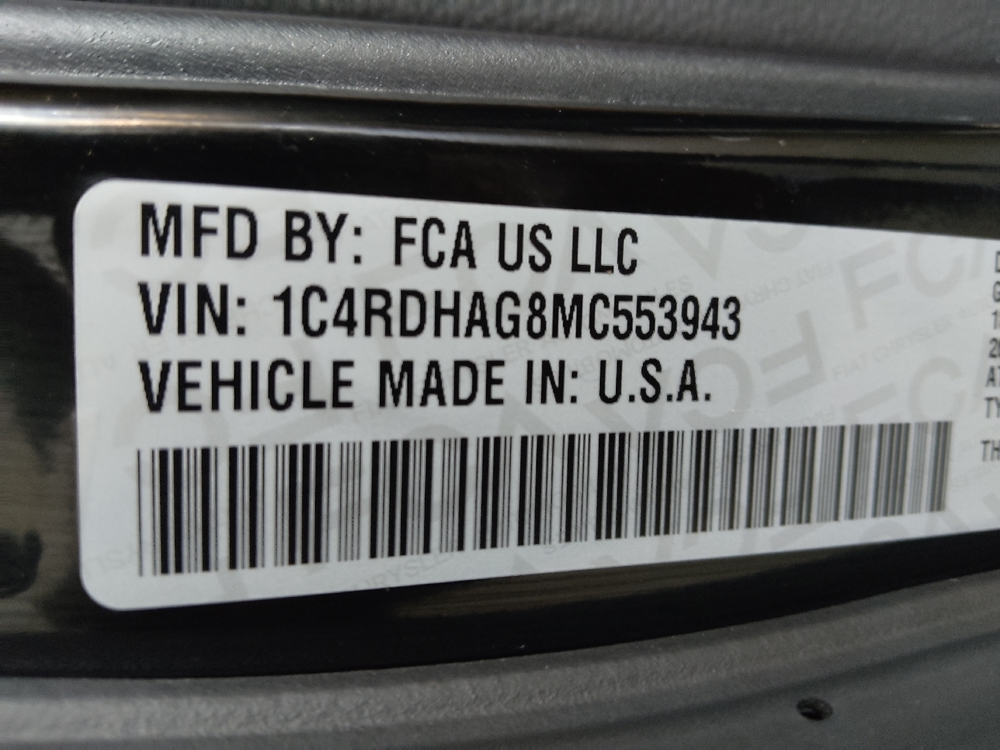 MFD BY: FCA US LLC
VIN: 1C4RDHAG8MC553943
VEHICLE MADE IN: U.S.A.